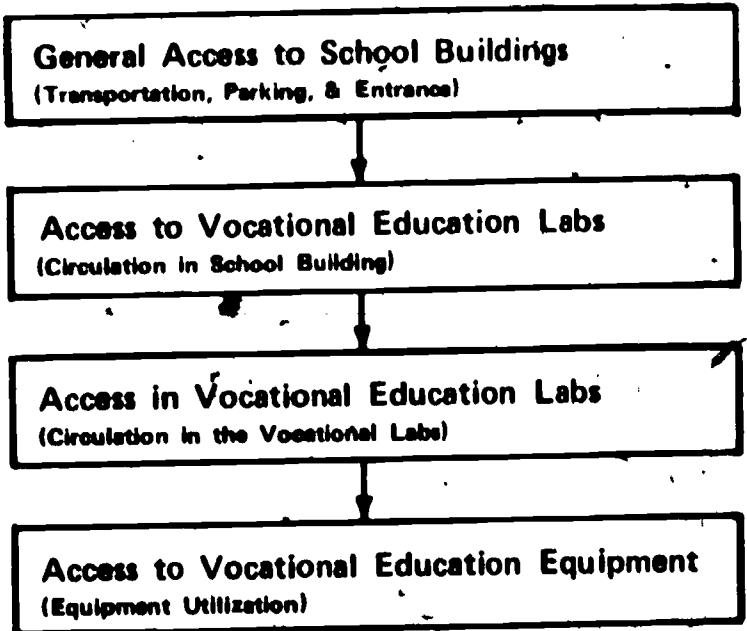 General Access to School Buildings
(Transportation, Parking, & Entrance)
Access to Vocational Education Labs
(Circulation in School Building)
Access in Vocational Education Labs
(Circulation in the Vocational Labs)
Access to Vocational Education Equipment
(Equipment Utilization)